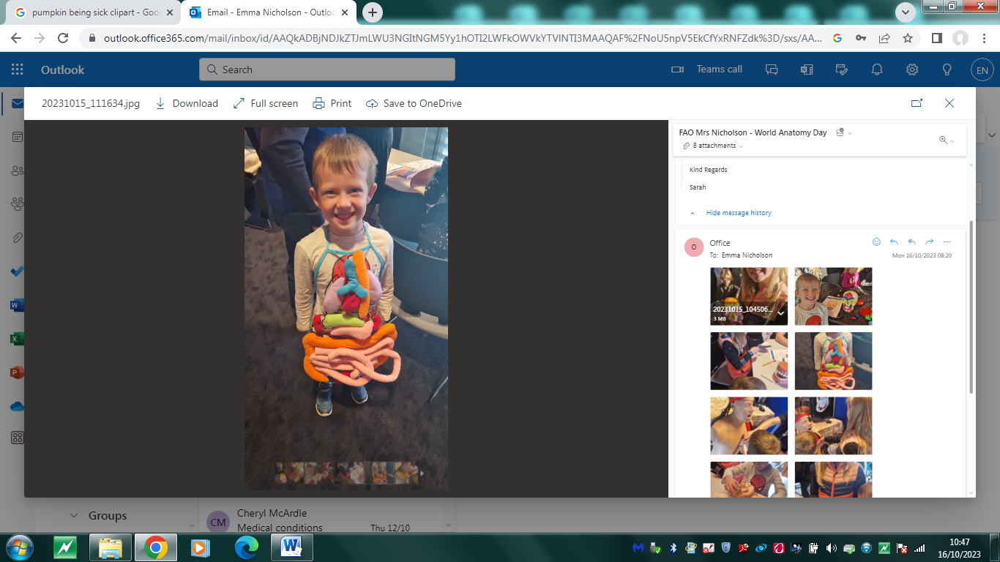 pumpkin being sick clipart - Goo
Email - Emma Nicholson - Outloo
outlook.office365.com/mail/inbox/id/AAQkADBjNDJkZTJmLWU3NGItNGM5Yy1hOTI2LWFkOWVkYTVlNTI3MAAQAF%2FNoU5npV5EkCfYxRNFZdk%3D/sxs/AA...
Outlook
Search
Teams call
EN
20231015_111634.jpg
Download
Full screen
Print
Save to OneDrive
FAO Mrs Nicholson - World Anatomy Day
8 attachments
Kind Regards
Sarah
Hide message history
O
Office
To: Emma Nicholson
Mon 16/10/2023 08:20
20231015_104506...
3 MB
Groups
CM
Cheryl McArdle
Medical conditions
Thu 12/10
10:47
16/10/2023